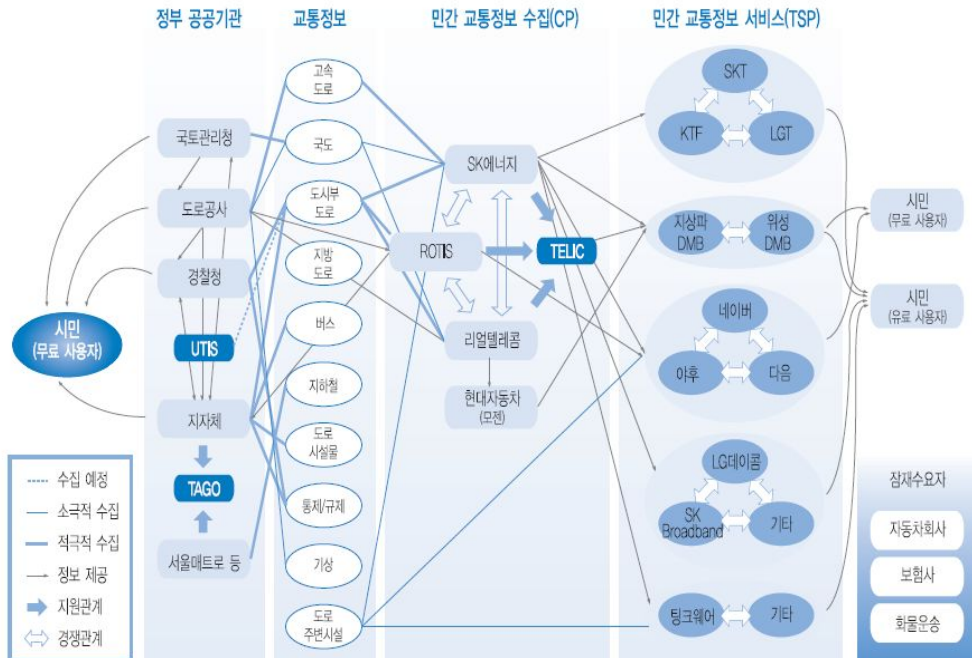 정부 공공기관
교통정보
민간 교통정보 수집(CP)
민간 교통정보 서비스(TSP)
국토관리청
도로공사
경찰청
UTIS
지자체
TAGO
서울매트로 등
시민
(무료 사용자)
고속
도로
국도
도시부
도로
지방
도로
버스
지하철
도로
시설물
통제/규제
기상
도로
주변시설
SK에너지
ROTIS
TELIC
리얼텔레콤
현대자동차
(모젠)
SKT
KTF
LGT
지상파
DMB
위성
DMB
네이버
야후
다음
LG데이콤
SK
Broadband
기타
팅크웨어
기타
시민
(무료 사용자)
시민
(유료 사용자)
수집 예정
소극적 수집
적극적 수집
정보 제공
지원관계
경쟁관계
잠재수요자
자동차회사
보험사
화물운송